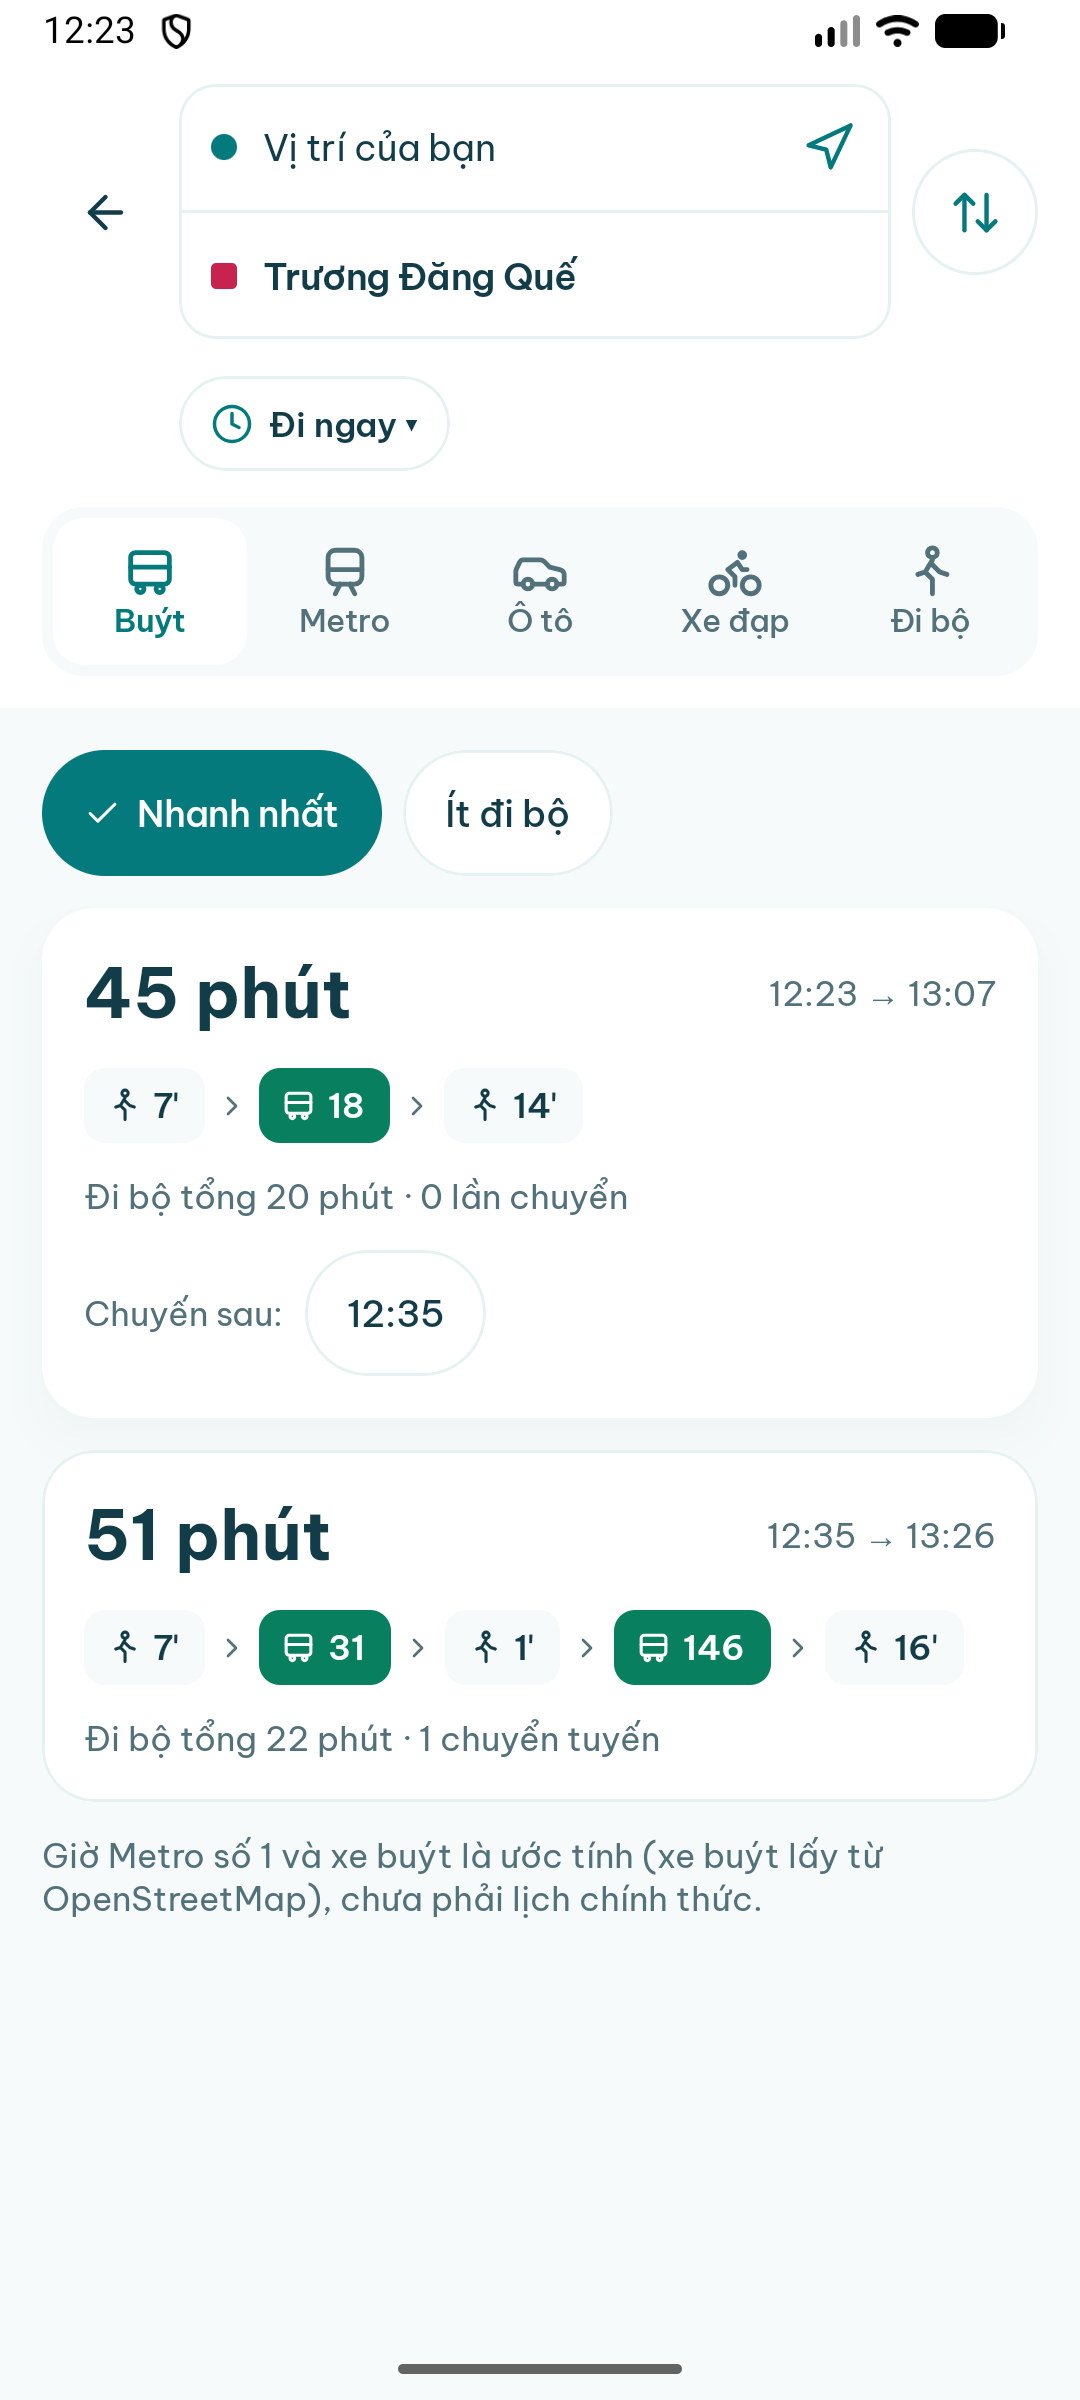 12:23
Vị trí của bạn
Trương Đăng Quế
Đi ngay ▾
Buýt Metro Ô tô Xe đạp Đi bộ
Nhanh nhất Ít đi bộ
45 phút 12:23 → 13:07
7' > 18 > 14'
Đi bộ tổng 20 phút · 0 lần chuyển
Chuyến sau: 12:35
51 phút 12:35 → 13:26
7' > 31 > 1' > 146 > 16'
Đi bộ tổng 22 phút · 1 chuyển tuyến
Giờ Metro số 1 và xe buýt là ước tính (xe buýt lấy từ
OpenStreetMap), chưa phải lịch chính thức.